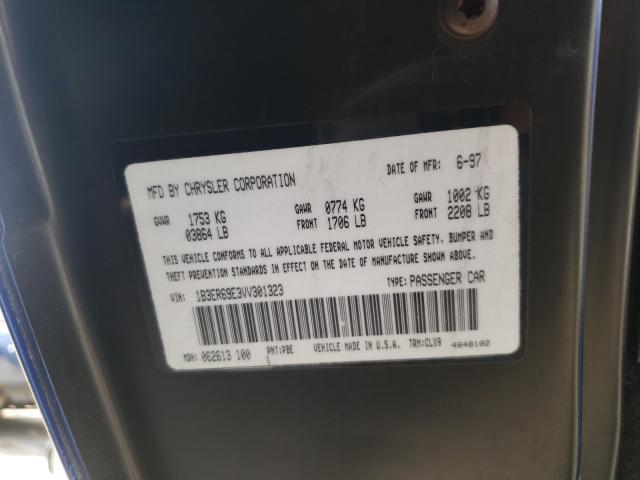 MFD BY CHRYSLER CORPORATION DATE OF MFR: 6-97
GVWR 1753 KG GAWR 0774 KG GAWR 1002 KG
03864 LB FRONT 1706 LB FRONT 2208 LB
THIS VEHICLE CONFORMS TO ALL APPLICABLE FEDERAL MOTOR VEHICLE SAFETY, BUMPER AND
THEFT PREVENTION STANDARDS IN EFFECT ON THE DATE OF MANUFACTURE SHOWN ABOVE.
VIN: 1B3ER69E3VV301323 TYPE: PASSENGER CAR
MDH: 062613 100 PNT:PBE VEHICLE MADE IN U.S.A. TRM:CLX9 4648102